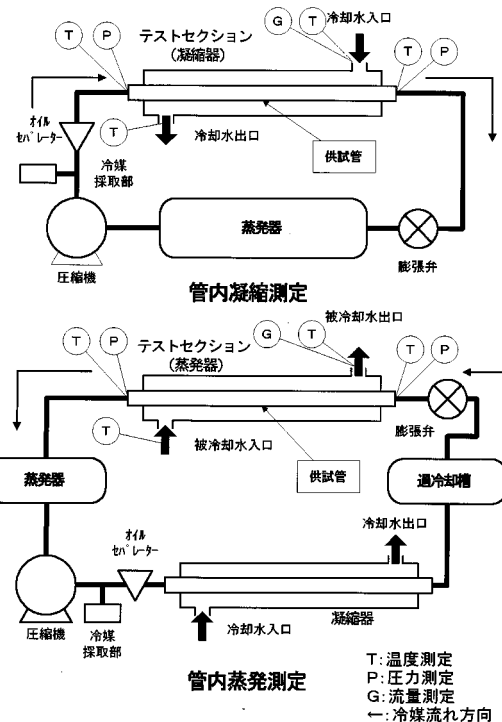 テストセクション
(凝縮器)
G
T
冷却水入口
T
P
T
P
オイル
セパレーター
T
冷却水出口
冷媒
採取部
供試管
蒸発器
圧縮機
膨張弁
管内凝縮測定
テストセクション
(蒸発器)
被冷却水出口
G
T
T
P
T
P
膨張弁
T
被冷却水入口
供試管
蒸発器
過冷却槽
オイル
セパレーター
冷却水出口
圧縮機
冷媒
採取部
冷却水入口
凝縮器
管内蒸発測定
T:温度測定
P:圧力測定
G:流量測定
←:冷媒流れ方向